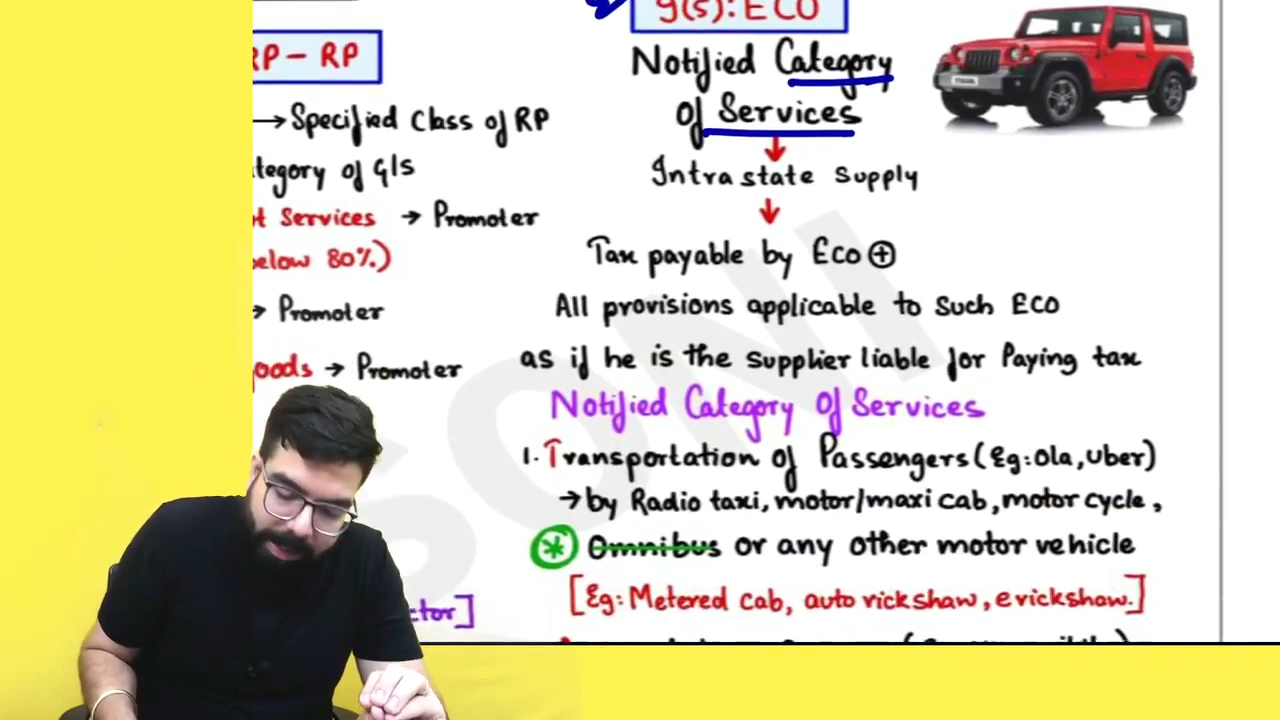 RP – RP
→ Specified Class of RP
tegory of G/S
t Services → Promoter
below 80%)
→ Promoter
oods → Promoter
ctor]
9(5): ECO
Notified Category
Of Services
Intra state Supply
Tax payable by Eco ⊕
All provisions applicable to Such ECO
as if he is the supplier liable for Paying tax
Notified Category Of Services
1. Transportation of Passengers (Eg: Ola, Uber)
→ by Radio taxi, motor/maxi cab, motor cycle,
* Omnibus or any other motor vehicle
[Eg: Metered cab, auto rickshaw, e rickshaw.]
SONI